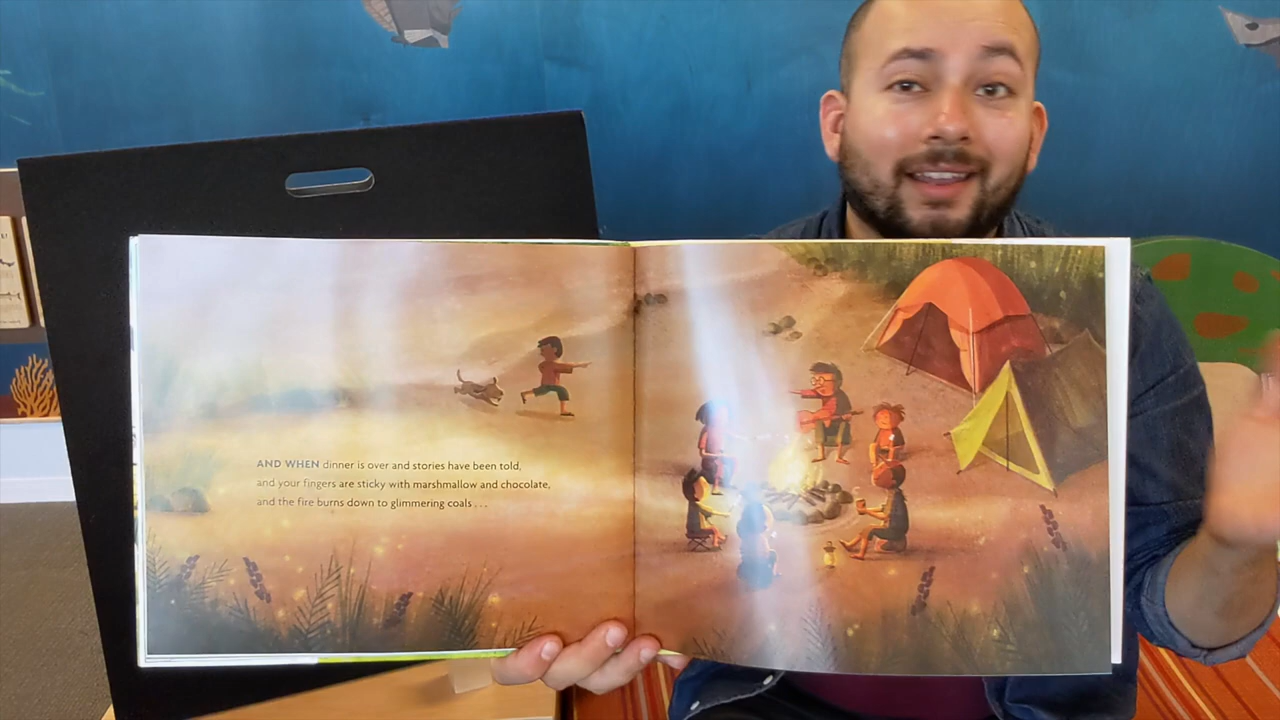 AND WHEN dinner is over and stories have been told,
and your fingers are sticky with marshmallow and chocolate,
and the fire burns down to glimmering coals . . .